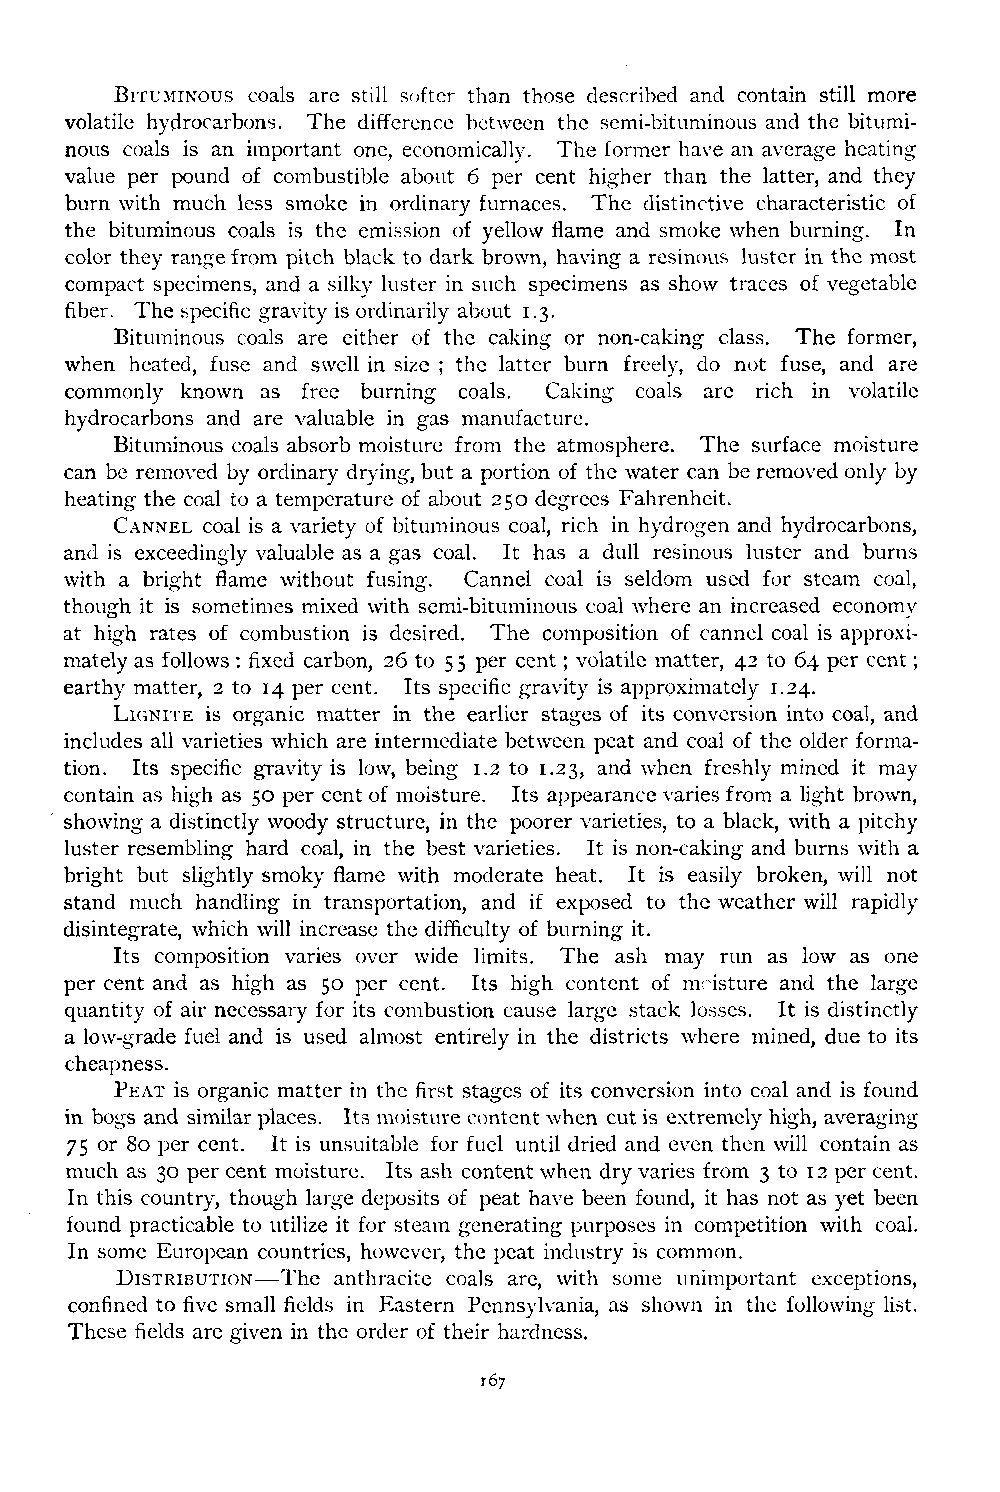 BITUMINOUS coals are still softer than those described and contain still more
volatile hydrocarbons. The difference between the semi-bituminous and the bitumi-
nous coals is an important one, economically. The former have an average heating
value per pound of combustible about 6 per cent higher than the latter, and they
burn with much less smoke in ordinary furnaces. The distinctive characteristic of
the bituminous coals is the emission of yellow flame and smoke when burning. In
color they range from pitch black to dark brown, having a resinous luster in the most
compact specimens, and a silky luster in such specimens as show traces of vegetable
fiber. The specific gravity is ordinarily about 1.3.
Bituminous coals are either of the caking or non-caking class. The former,
when heated, fuse and swell in size ; the latter burn freely, do not fuse, and are
commonly known as free burning coals. Caking coals are rich in volatile
hydrocarbons and are valuable in gas manufacture.
Bituminous coals absorb moisture from the atmosphere. The surface moisture
can be removed by ordinary drying, but a portion of the water can be removed only by
heating the coal to a temperature of about 250 degrees Fahrenheit.
CANNEL coal is a variety of bituminous coal, rich in hydrogen and hydrocarbons,
and is exceedingly valuable as a gas coal. It has a dull resinous luster and burns
with a bright flame without fusing. Cannel coal is seldom used for steam coal,
though it is sometimes mixed with semi-bituminous coal where an increased economy
at high rates of combustion is desired. The composition of cannel coal is approxi-
mately as follows : fixed carbon, 26 to 55 per cent ; volatile matter, 42 to 64 per cent ;
earthy matter, 2 to 14 per cent. Its specific gravity is approximately 1.24.
LIGNITE is organic matter in the earlier stages of its conversion into coal, and
includes all varieties which are intermediate between peat and coal of the older forma-
tion. Its specific gravity is low, being 1.2 to 1.23, and when freshly mined it may
contain as high as 50 per cent of moisture. Its appearance varies from a light brown,
showing a distinctly woody structure, in the poorer varieties, to a black, with a pitchy
luster resembling hard coal, in the best varieties. It is non-caking and burns with a
bright but slightly smoky flame with moderate heat. It is easily broken, will not
stand much handling in transportation, and if exposed to the weather will rapidly
disintegrate, which will increase the difficulty of burning it.
Its composition varies over wide limits. The ash may run as low as one
per cent and as high as 50 per cent. Its high content of moisture and the large
quantity of air necessary for its combustion cause large stack losses. It is distinctly
a low-grade fuel and is used almost entirely in the districts where mined, due to its
cheapness.
PEAT is organic matter in the first stages of its conversion into coal and is found
in bogs and similar places. Its moisture content when cut is extremely high, averaging
75 or 80 per cent. It is unsuitable for fuel until dried and even then will contain as
much as 30 per cent moisture. Its ash content when dry varies from 3 to 12 per cent.
In this country, though large deposits of peat have been found, it has not as yet been
found practicable to utilize it for steam generating purposes in competition with coal.
In some European countries, however, the peat industry is common.
DISTRIBUTION—The anthracite coals are, with some unimportant exceptions,
confined to five small fields in Eastern Pennsylvania, as shown in the following list.
These fields are given in the order of their hardness.
167